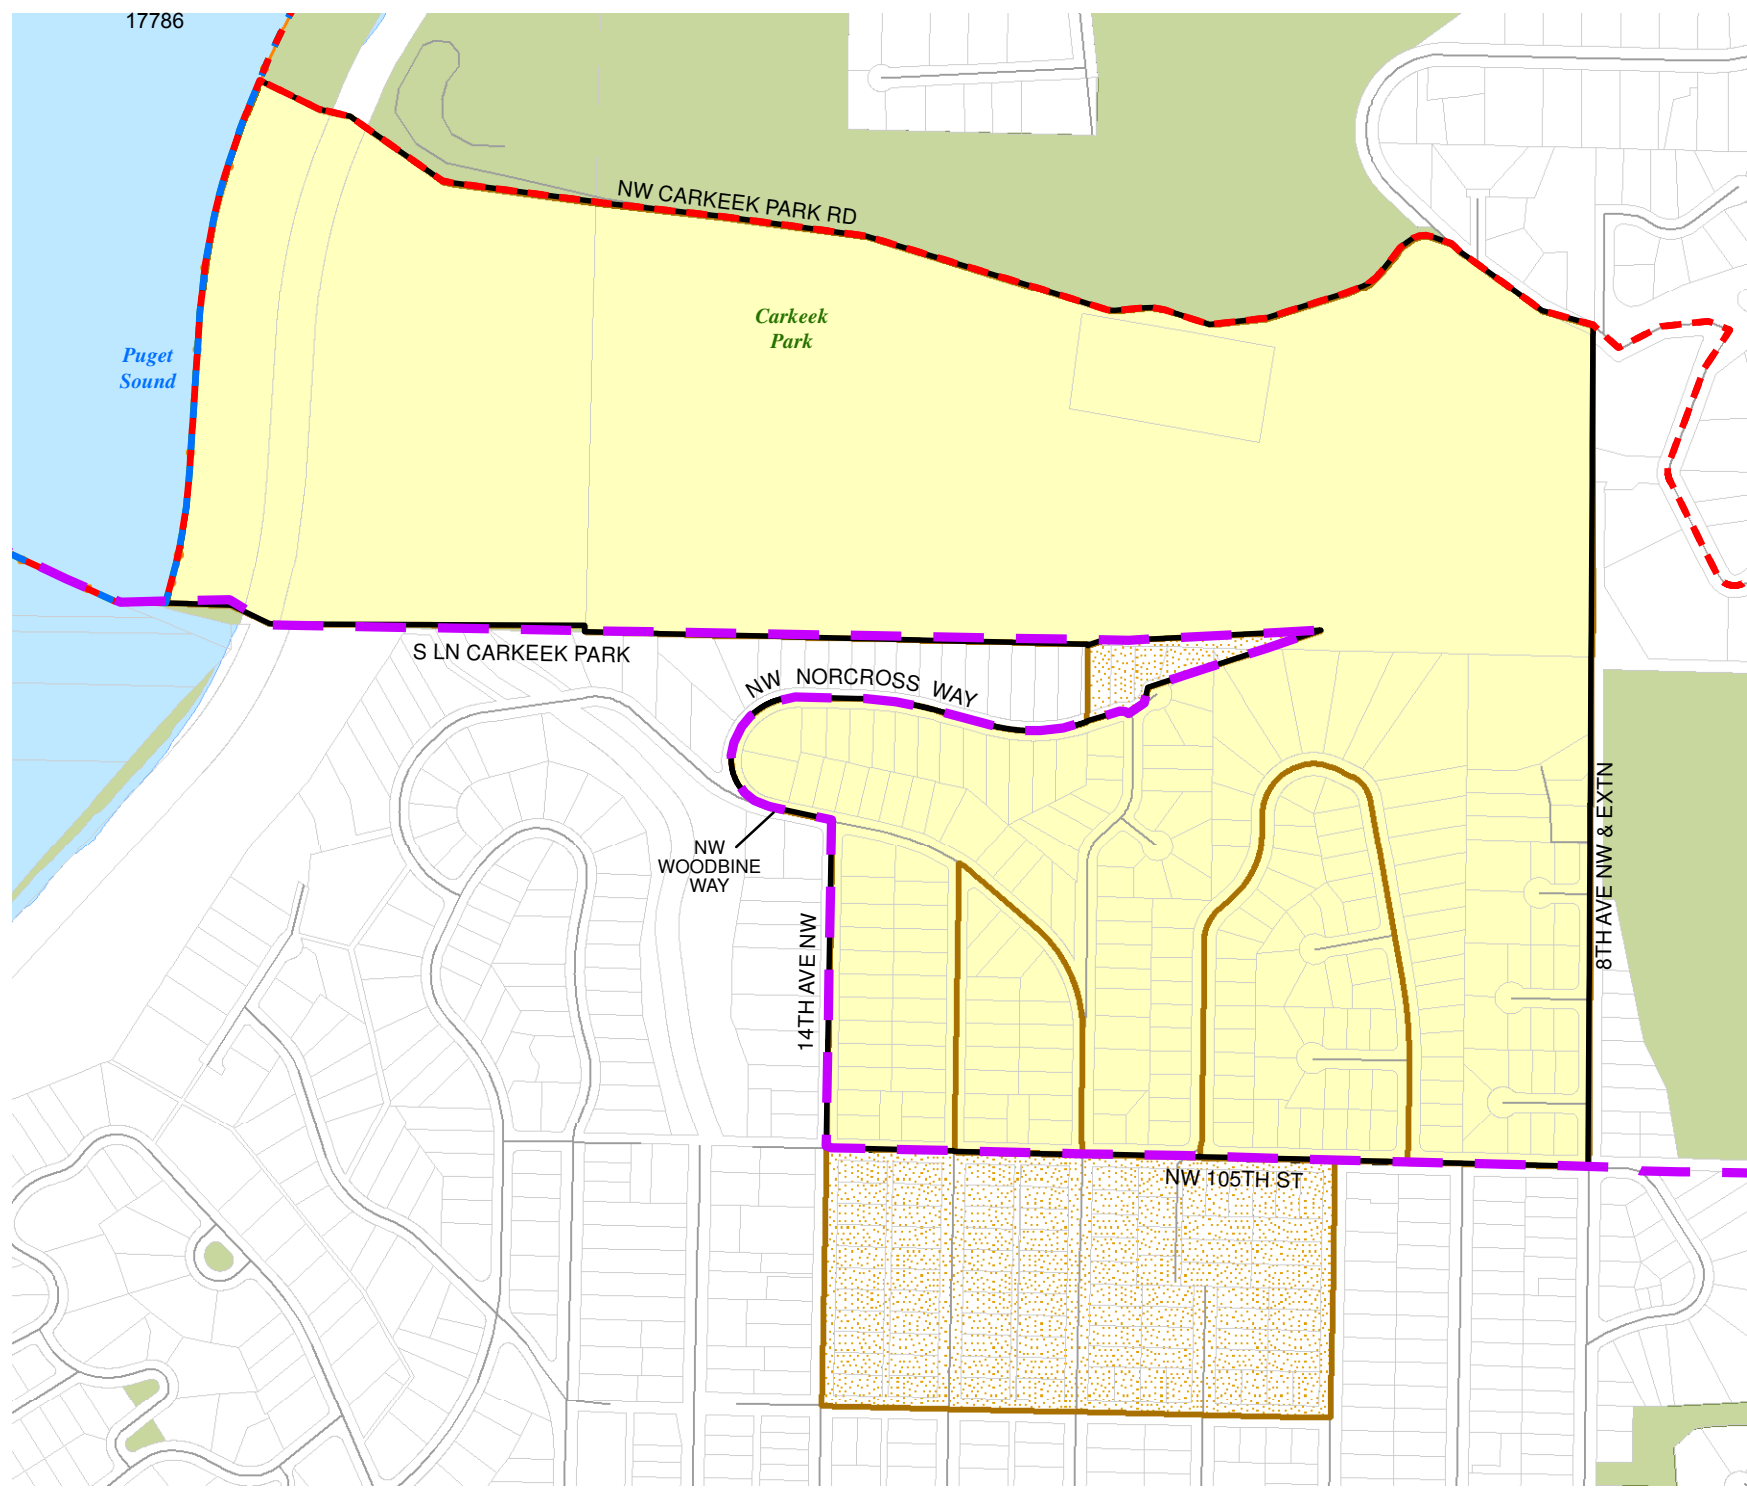 17786
NW CARKEEK PARK RD
Carkeek
Park
Puget
Sound
S LN CARKEEK PARK
NW NORCROSS WAY
NW
WOODBINE
WAY
14TH AVE NW
8TH AVE NW & EXTN
NW 105TH ST